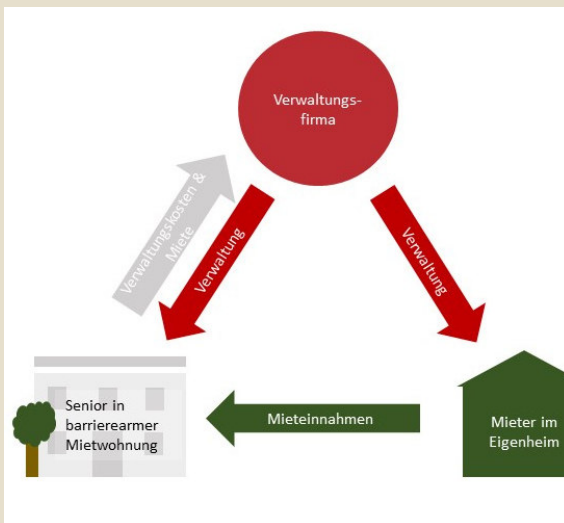 Verwaltungs-
firma
Verwaltungskosten &
Miete
Verwaltung
Verwaltung
Senior in
barrierearmer
Mietwohnung
Mieteinnahmen
Mieter im
Eigenheim